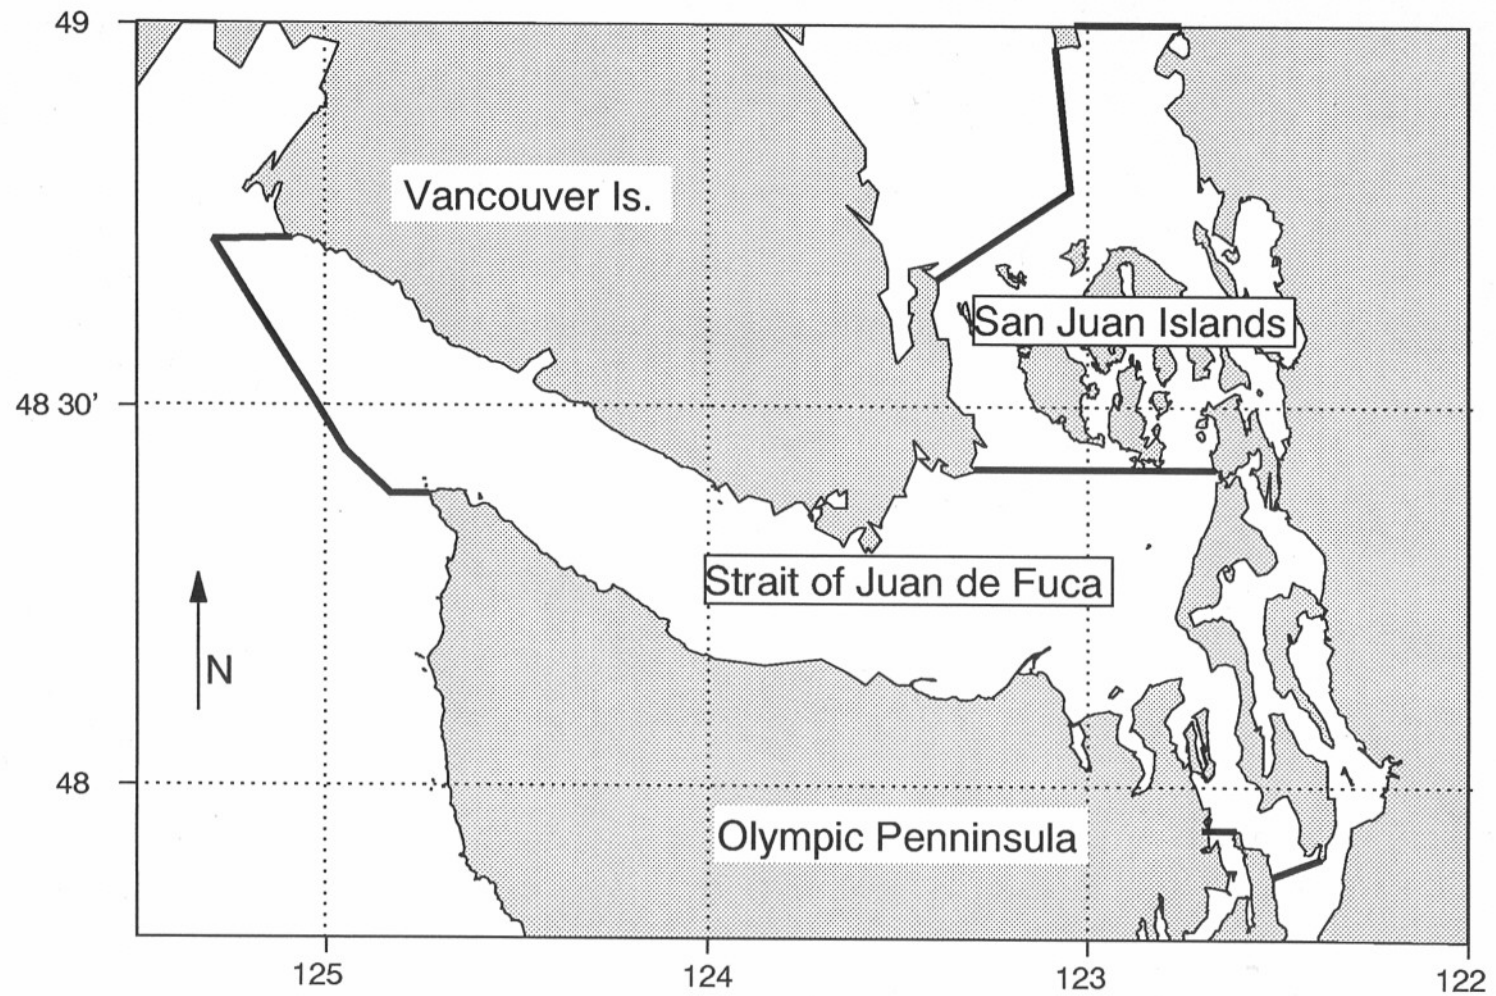 49
Vancouver Is.
San Juan Islands
48 30'
Strait of Juan de Fuca
N
48
Olympic Penninsula
125
124
123
122